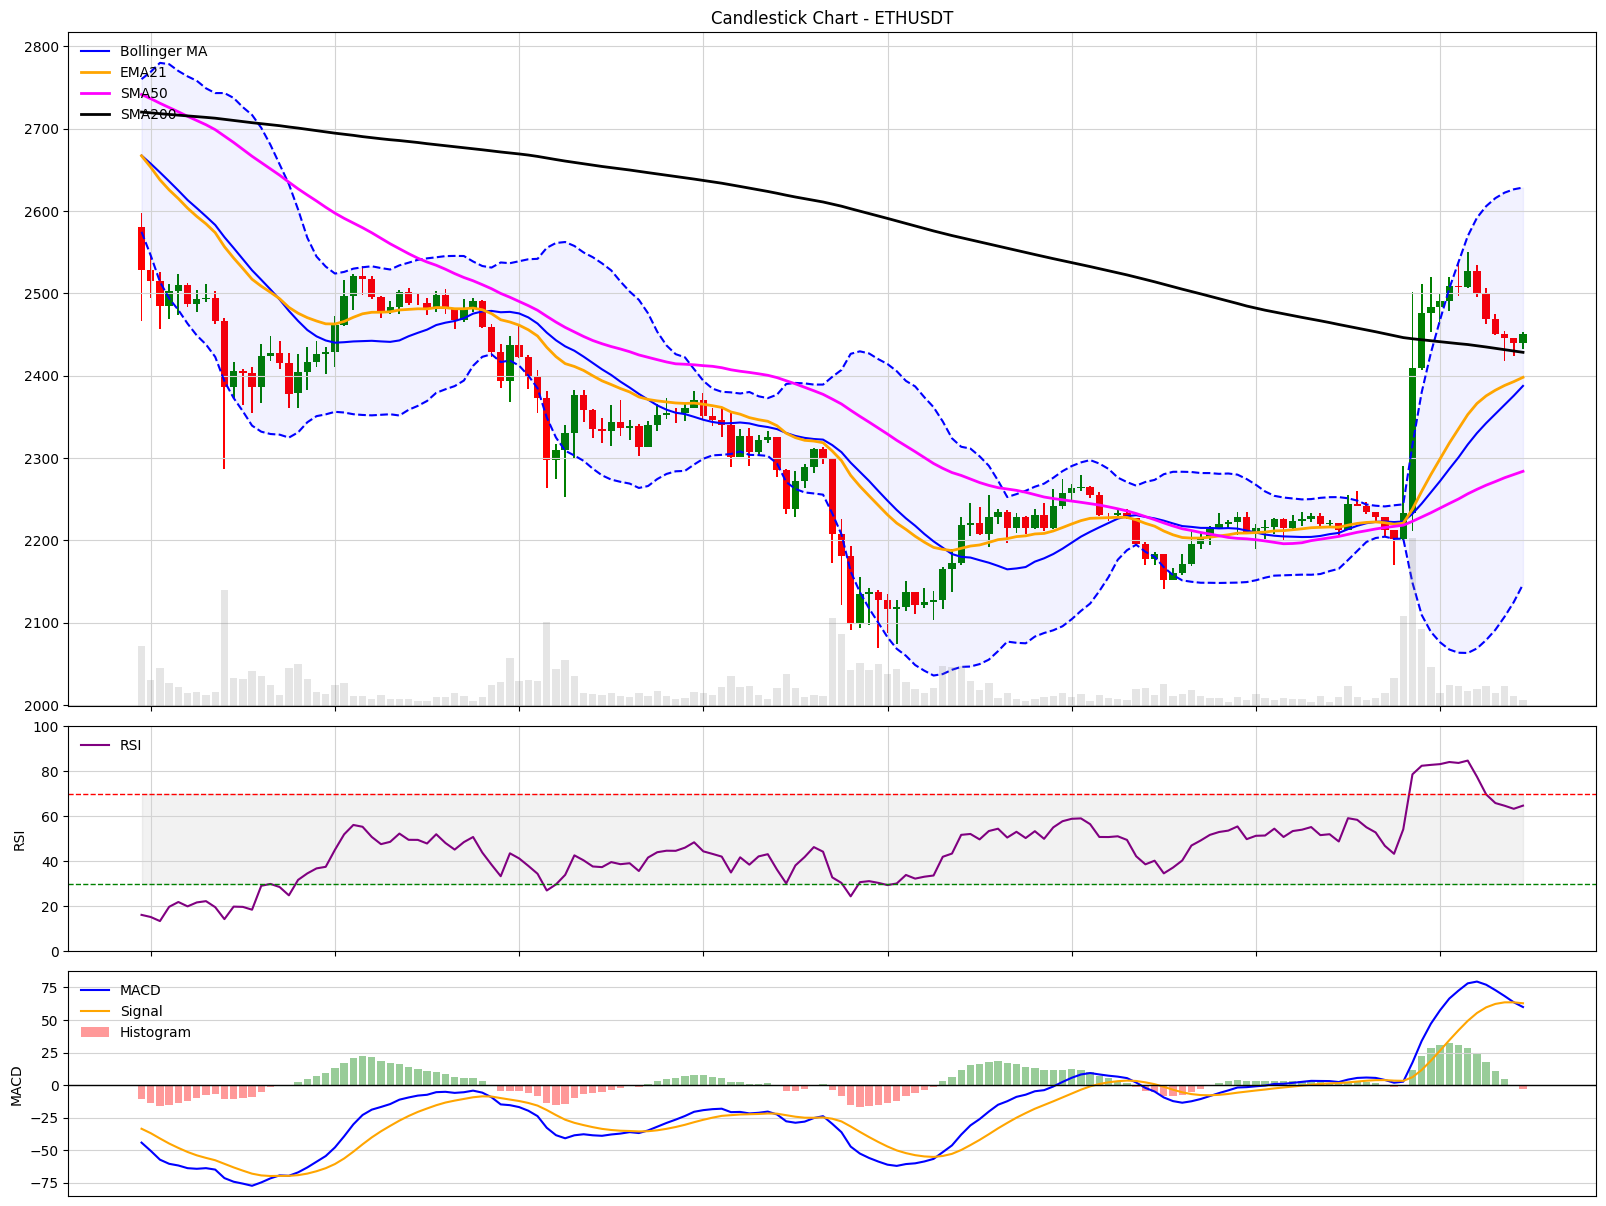 Candlestick Chart - ETHUSDT
Bollinger MA
EMA21
SMA50
SMA200
2800
2700
2600
2500
2400
2300
2200
2100
2000
RSI
100
80
60
40
20
0
RSI
MACD
Signal
Histogram
75
50
25
0
−25
−50
−75
MACD